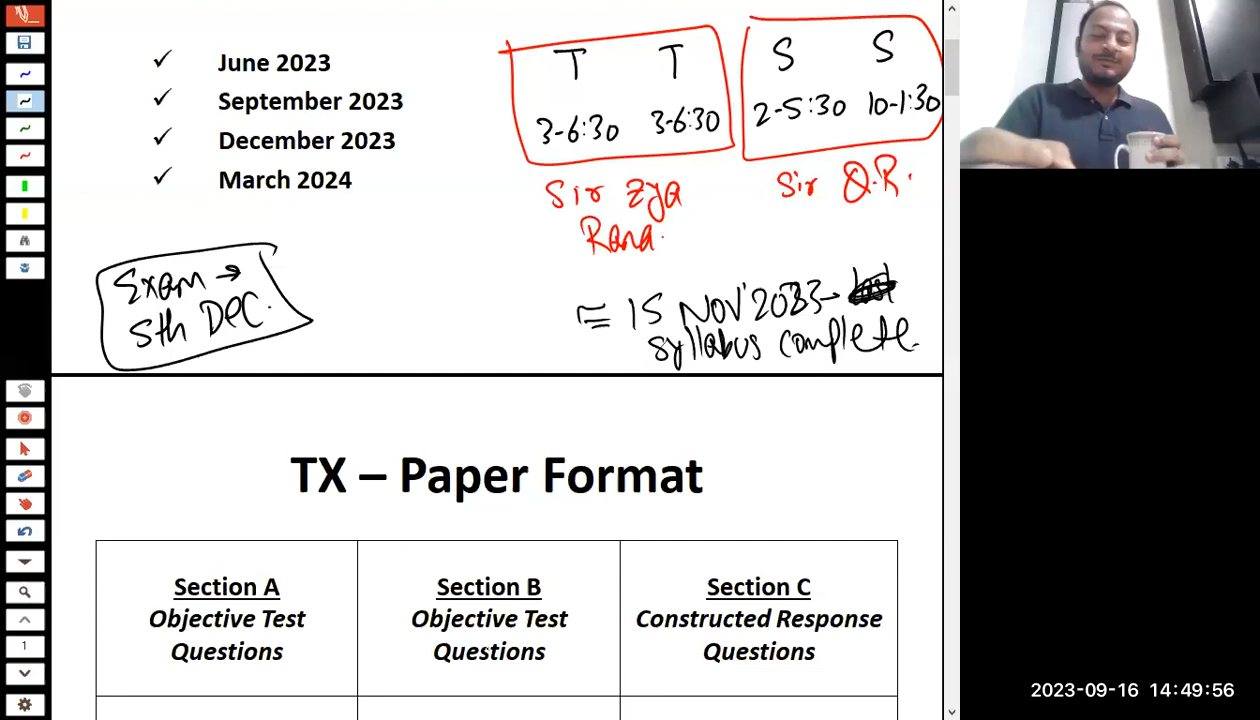 ✓ June 2023
✓ September 2023
✓ December 2023
✓ March 2024
T T
3-6:30 3-6:30
Sir Zya
Rana.
S S
2-5:30 10-1:30
Sir Q.R.
Exam →
5th DEC.
≅ 15 NOV'2023 →
syllabus complete.
TX – Paper Format
Section A
Objective Test
Questions
Section B
Objective Test
Questions
Section C
Constructed Response
Questions
1
2023-09-16 14:49:56